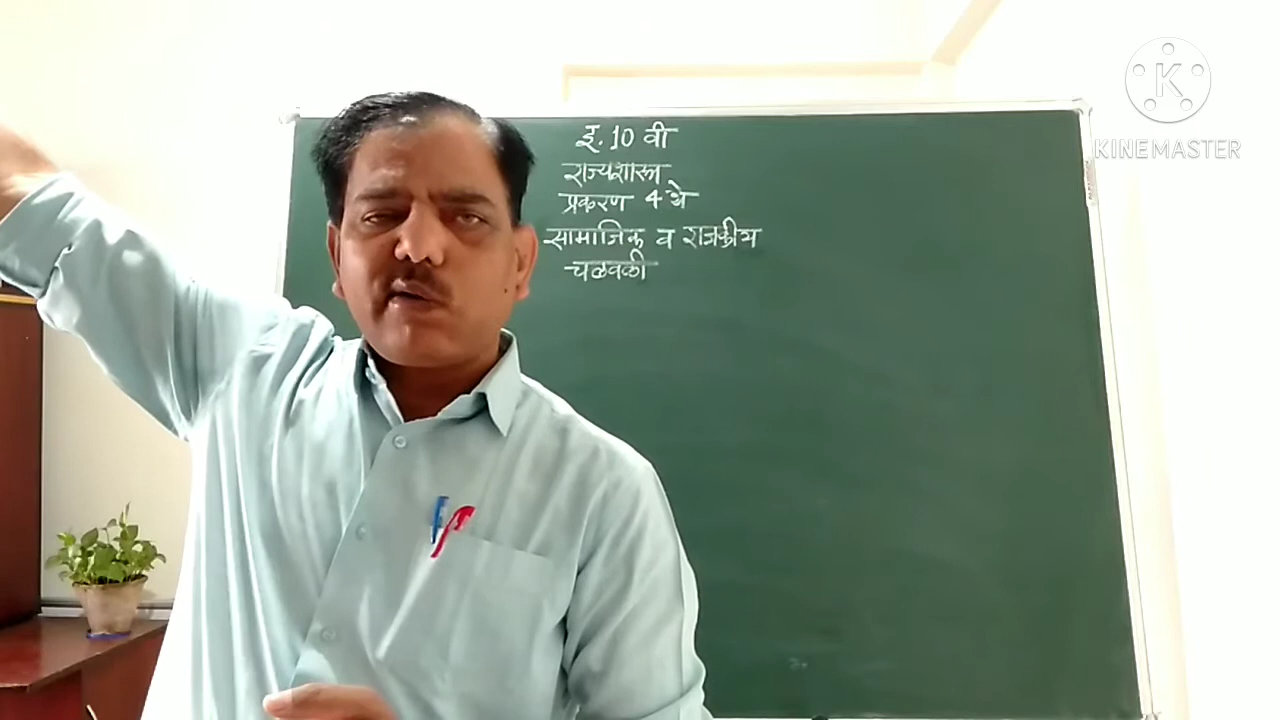 इ. 10 वी
राज्यशास्त्र
प्रकरण 4 थे
सामाजिक व राजकीय
चळवळी
K
KINEMASTER